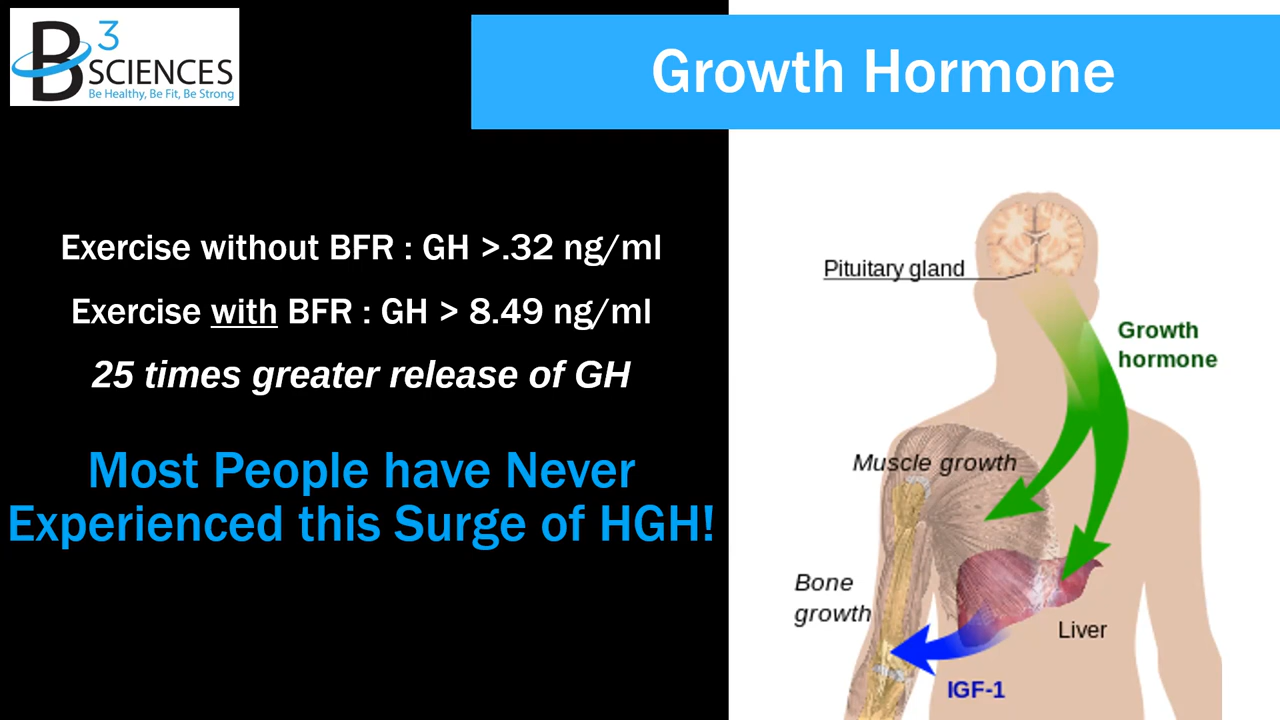 B3 SCIENCES
Be Healthy, Be Fit, Be Strong
Growth Hormone
Exercise without BFR : GH >.32 ng/ml
Exercise with BFR : GH > 8.49 ng/ml
25 times greater release of GH
Most People have Never
Experienced this Surge of HGH!
Pituitary gland
Growth
hormone
Muscle growth
Bone
growth
Liver
IGF-1